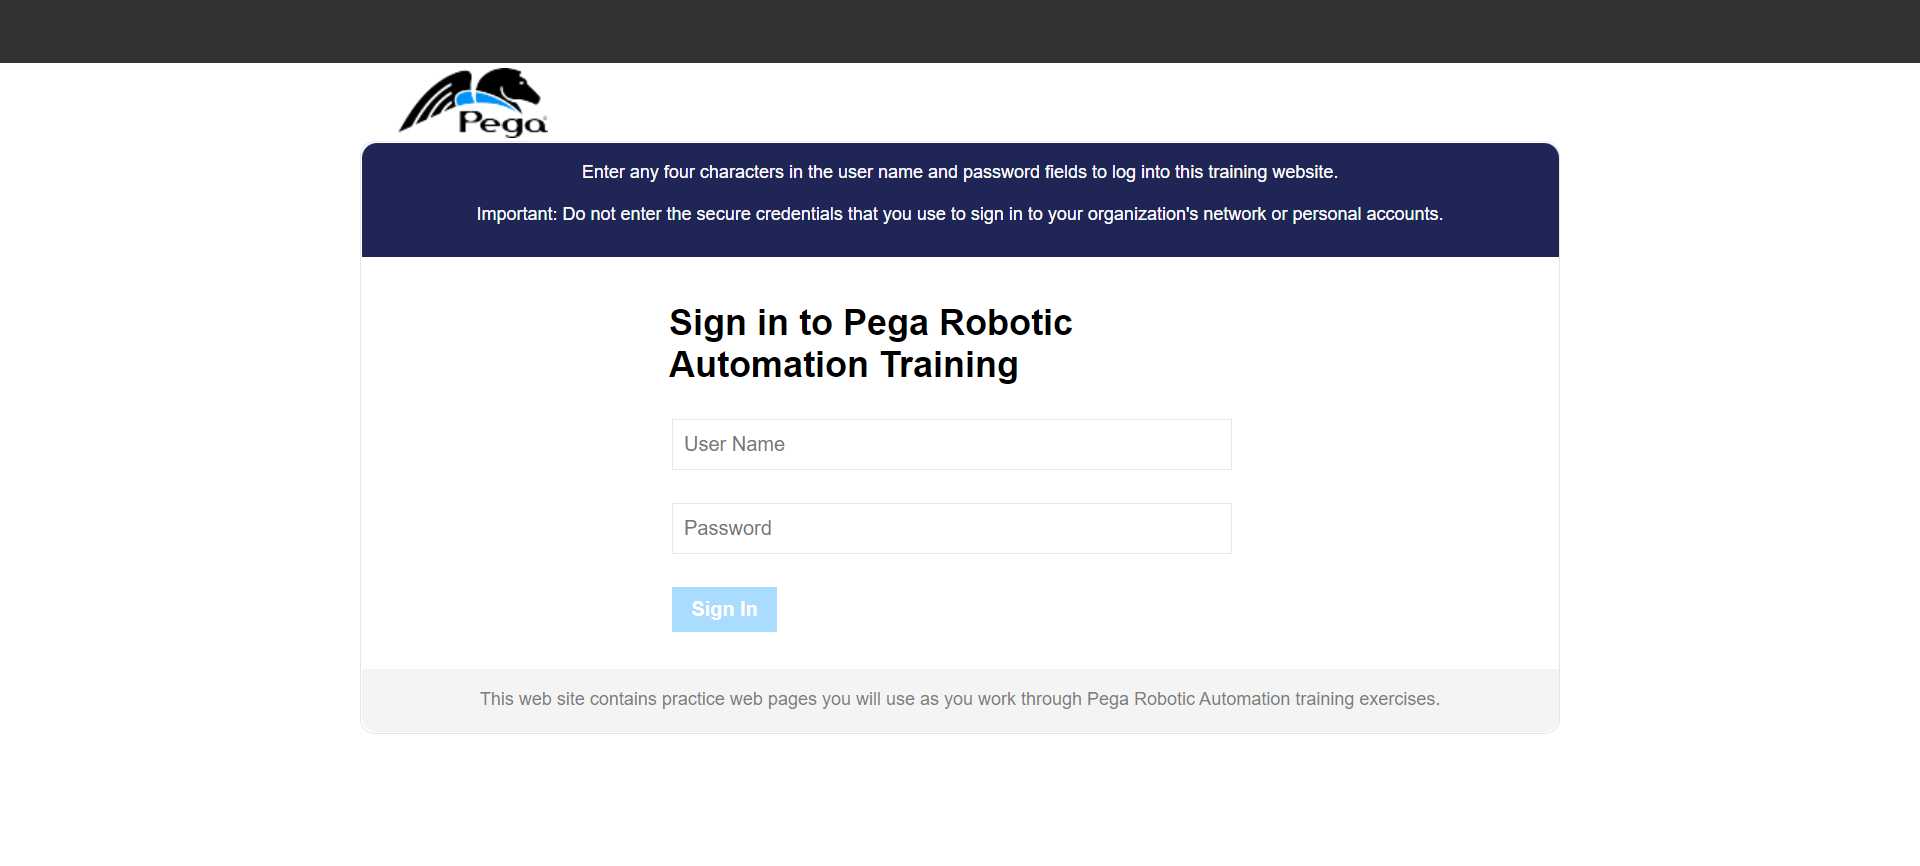 Pega
Enter any four characters in the user name and password fields to log into this training website.
Important: Do not enter the secure credentials that you use to sign in to your organization's network or personal accounts.
Sign in to Pega Robotic
Automation Training
User Name
Password
Sign In
This web site contains practice web pages you will use as you work through Pega Robotic Automation training exercises.